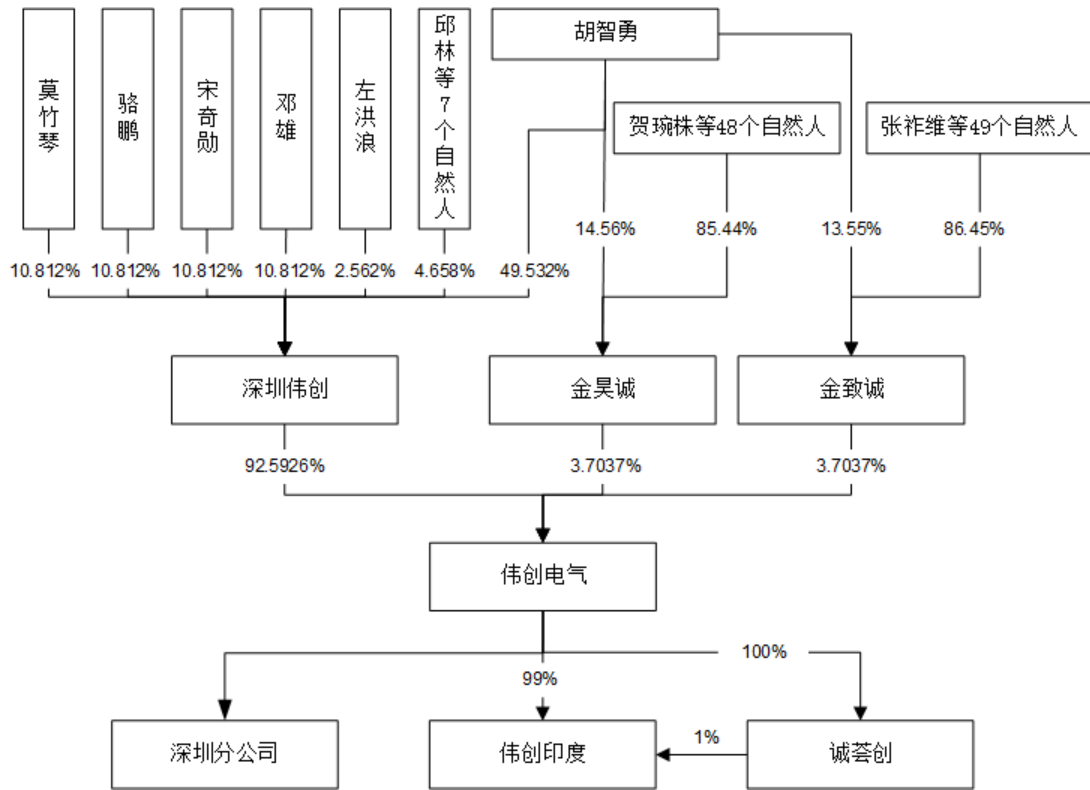 莫竹琴
骆鹏
宋奇勋
邓雄
左洪浪
邱林等7个自然人
胡智勇
贺琬株等48个自然人
张祚维等49个自然人
14.56%
85.44%
13.55%
86.45%
10.812%
10.812%
10.812%
10.812%
2.562%
4.658%
49.532%
深圳伟创
金昊诚
金致诚
92.5926%
3.7037%
3.7037%
伟创电气
100%
99%
深圳分公司
伟创印度
1%
诚荟创